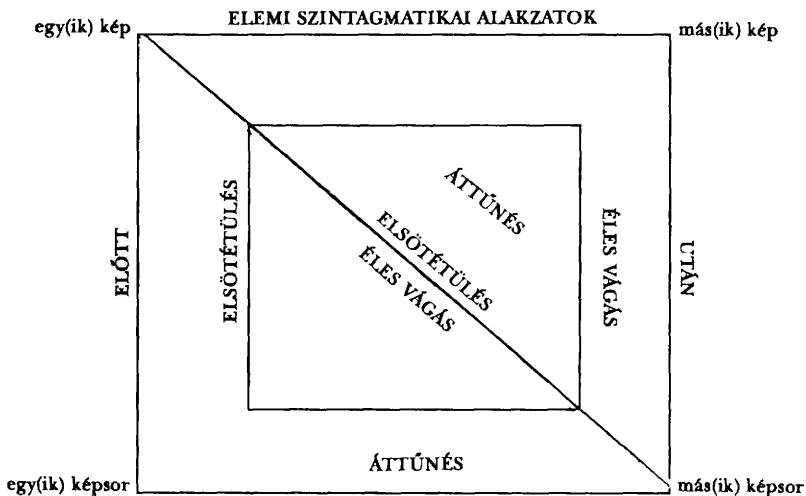 ELEMI SZINTAGMATIKAI ALAKZATOK
egy(ik) kép
más(ik) kép
ELŐTT
ELSÖTÉTÜLÉS
ÁTTŰNÉS
ELSÖTÉTÜLÉS
ÉLES VÁGÁS
ÉLES VÁGÁS
UTÁN
ÁTTŰNÉS
egy(ik) képsor
más(ik) képsor